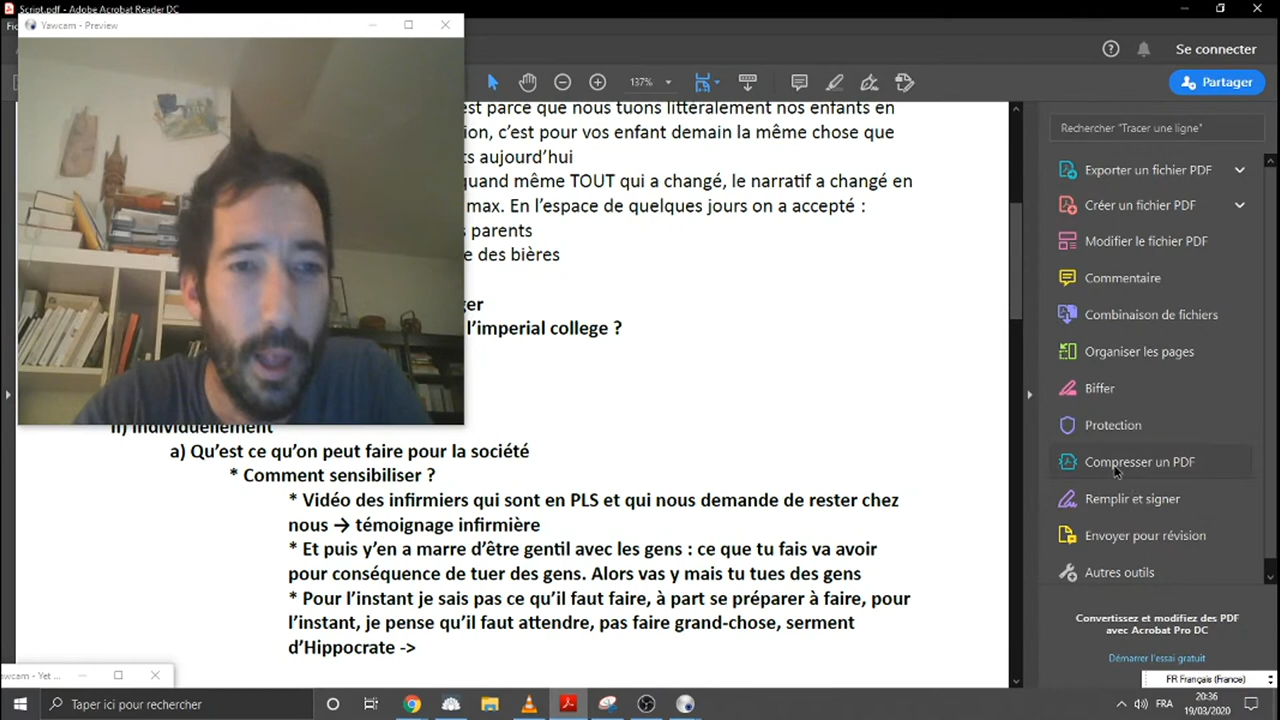 Script.pdf - Adobe Acrobat Reader DC
Yawcam - Preview
Se connecter
137%
Partager
est parce que nous tuons littéralement nos enfants en
ion, c'est pour vos enfant demain la même chose que
ts aujourd'hui
quand même TOUT qui a changé, le narratif a changé en
max. En l'espace de quelques jours on a accepté :
s parents
e des bières
ger
l'imperial college ?
II) Individuellement
a) Qu'est ce qu'on peut faire pour la société
* Comment sensibiliser ?
* Vidéo des infirmiers qui sont en PLS et qui nous demande de rester chez
nous → témoignage infirmière
* Et puis y'en a marre d'être gentil avec les gens : ce que tu fais va avoir
pour conséquence de tuer des gens. Alors vas y mais tu tues des gens
* Pour l'instant je sais pas ce qu'il faut faire, à part se préparer à faire, pour
l'instant, je pense qu'il faut attendre, pas faire grand-chose, serment
d'Hippocrate ->
Rechercher "Tracer une ligne"
Exporter un fichier PDF
Créer un fichier PDF
Modifier le fichier PDF
Commentaire
Combinaison de fichiers
Organiser les pages
Biffer
Protection
Compresser un PDF
Remplir et signer
Envoyer pour révision
Autres outils
Convertissez et modifiez des PDF
avec Acrobat Pro DC
Démarrer l'essai gratuit
awcam - Yet ...
FR Français (France)
Taper ici pour rechercher
FRA
20:36
19/03/2020